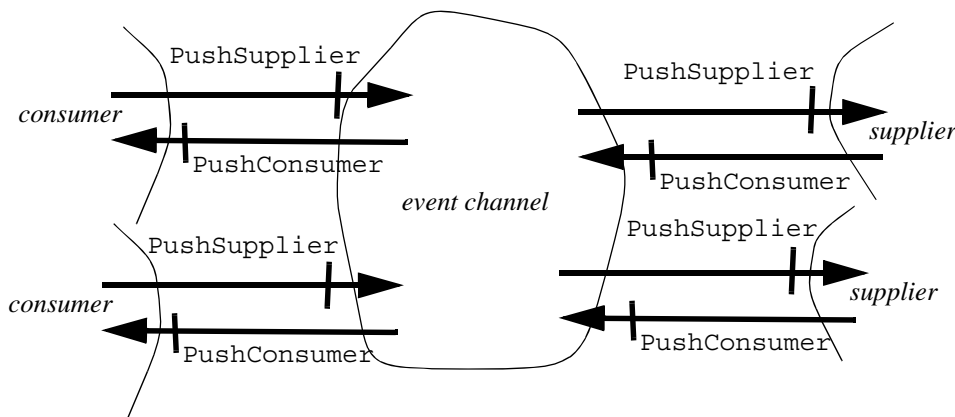 PushSupplier
consumer
PushConsumer
PushSupplier
consumer
PushConsumer
event channel
PushSupplier
supplier
PushConsumer
PushSupplier
supplier
PushConsumer